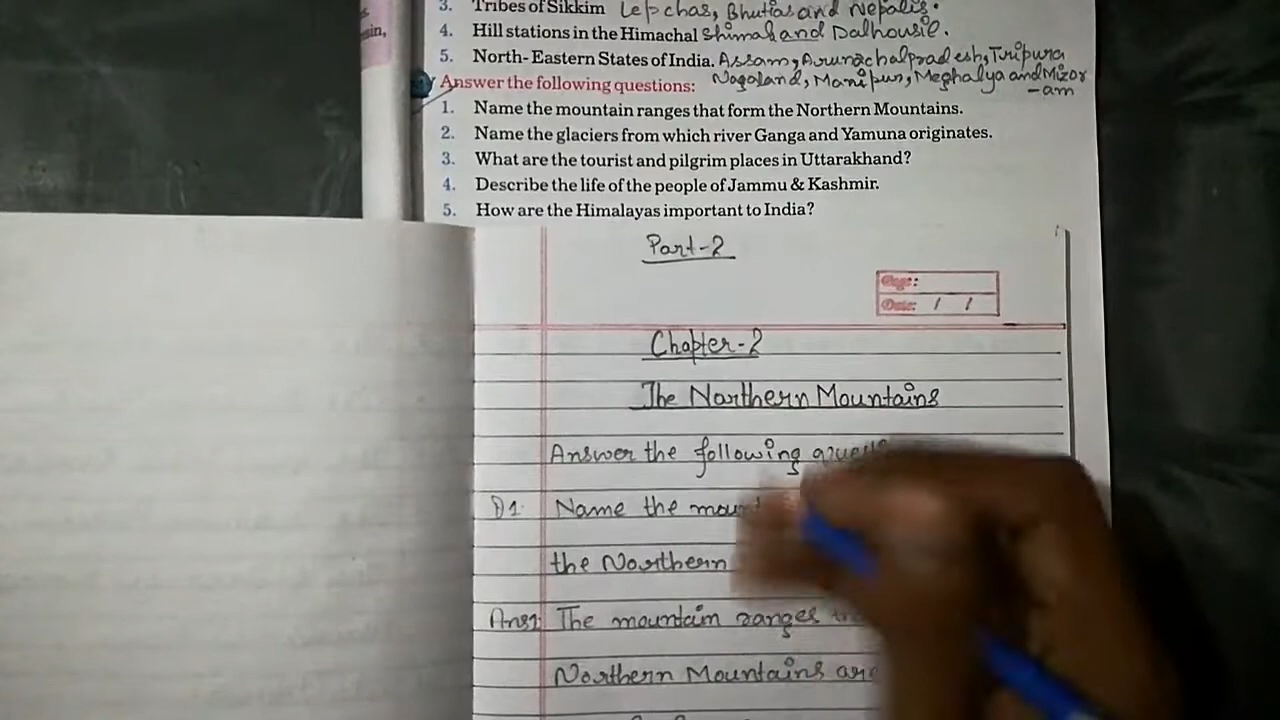 sin,
3. Tribes of Sikkim Lepchas, Bhutias and Nepalis.
4. Hill stations in the Himachal Shimah and Dalhousie.
5. North-Eastern States of India. Assam, Arunachalpradesh, Tripura
Nagaland, Manipur, Meghalya and Mizor
-am
Answer the following questions:
1. Name the mountain ranges that form the Northern Mountains.
2. Name the glaciers from which river Ganga and Yamuna originates.
3. What are the tourist and pilgrim places in Uttarakhand?
4. Describe the life of the people of Jammu & Kashmir.
5. How are the Himalayas important to India?
Part-2
Page:
Date: / /
Chapter-2
The Northern Mountains
Answer the following
Q1. Name the
the Northern
Ans1 The mountain ranges
Northern Mountains are